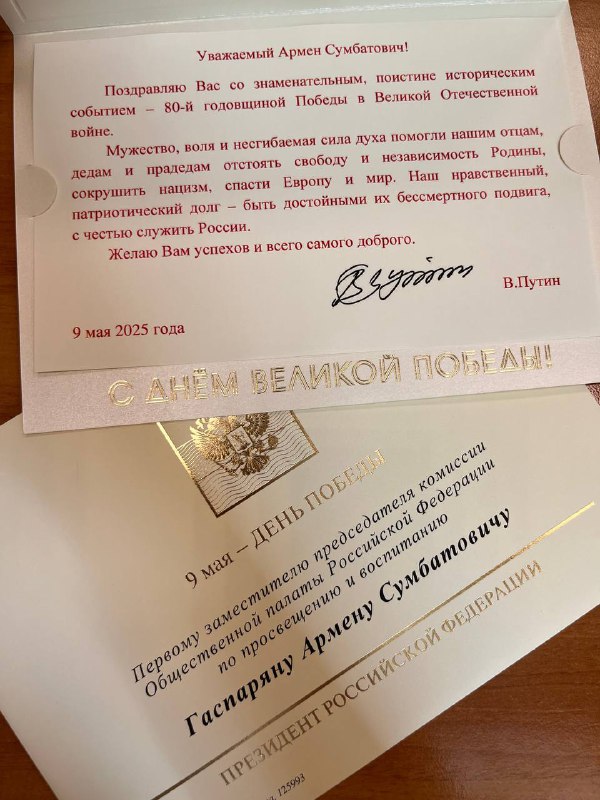 Уважаемый Армен Сумбатович!
Поздравляю Вас со знаменательным, поистине историческим
событием – 80-й годовщиной Победы в Великой Отечественной
войне.
Мужество, воля и несгибаемая сила духа помогли нашим отцам,
дедам и прадедам отстоять свободу и независимость Родины,
сокрушить нацизм, спасти Европу и мир. Наш нравственный,
патриотический долг – быть достойными их бессмертного подвига,
с честью служить России.
Желаю Вам успехов и всего самого доброго.
В.Путин
9 мая 2025 года
С ДНЁМ ВЕЛИКОЙ ПОБЕДЫ!
9 мая – ДЕНЬ ПОБЕДЫ
Первому заместителю председателя комиссии
Общественной палаты Российской Федерации
по просвещению и воспитанию
Гаспаряну Армену Сумбатовичу
ПРЕЗИДЕНТ РОССИЙСКОЙ ФЕДЕРАЦИИ
125993